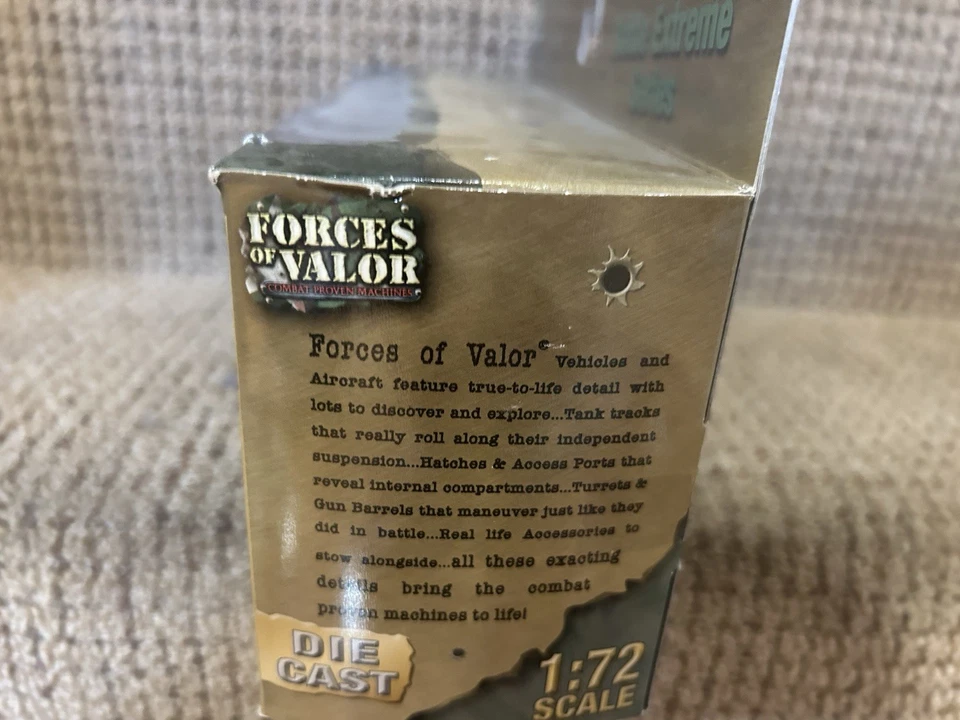 Extreme
Series
FORCES
OF VALOR
COMBAT-PROVEN MACHINES
Forces of Valor Vehicles and
Aircraft feature true-to-life detail with
lots to discover and explore...Tank tracks
that really roll along their independent
suspension...Hatches & Access Ports that
reveal internal compartments...Turrets &
Gun Barrels that maneuver just like they
did in battle...Real life Accessories to
stow alongside...all these exacting
details bring the combat
proven machines to life!
DIE
CAST
1:72
SCALE